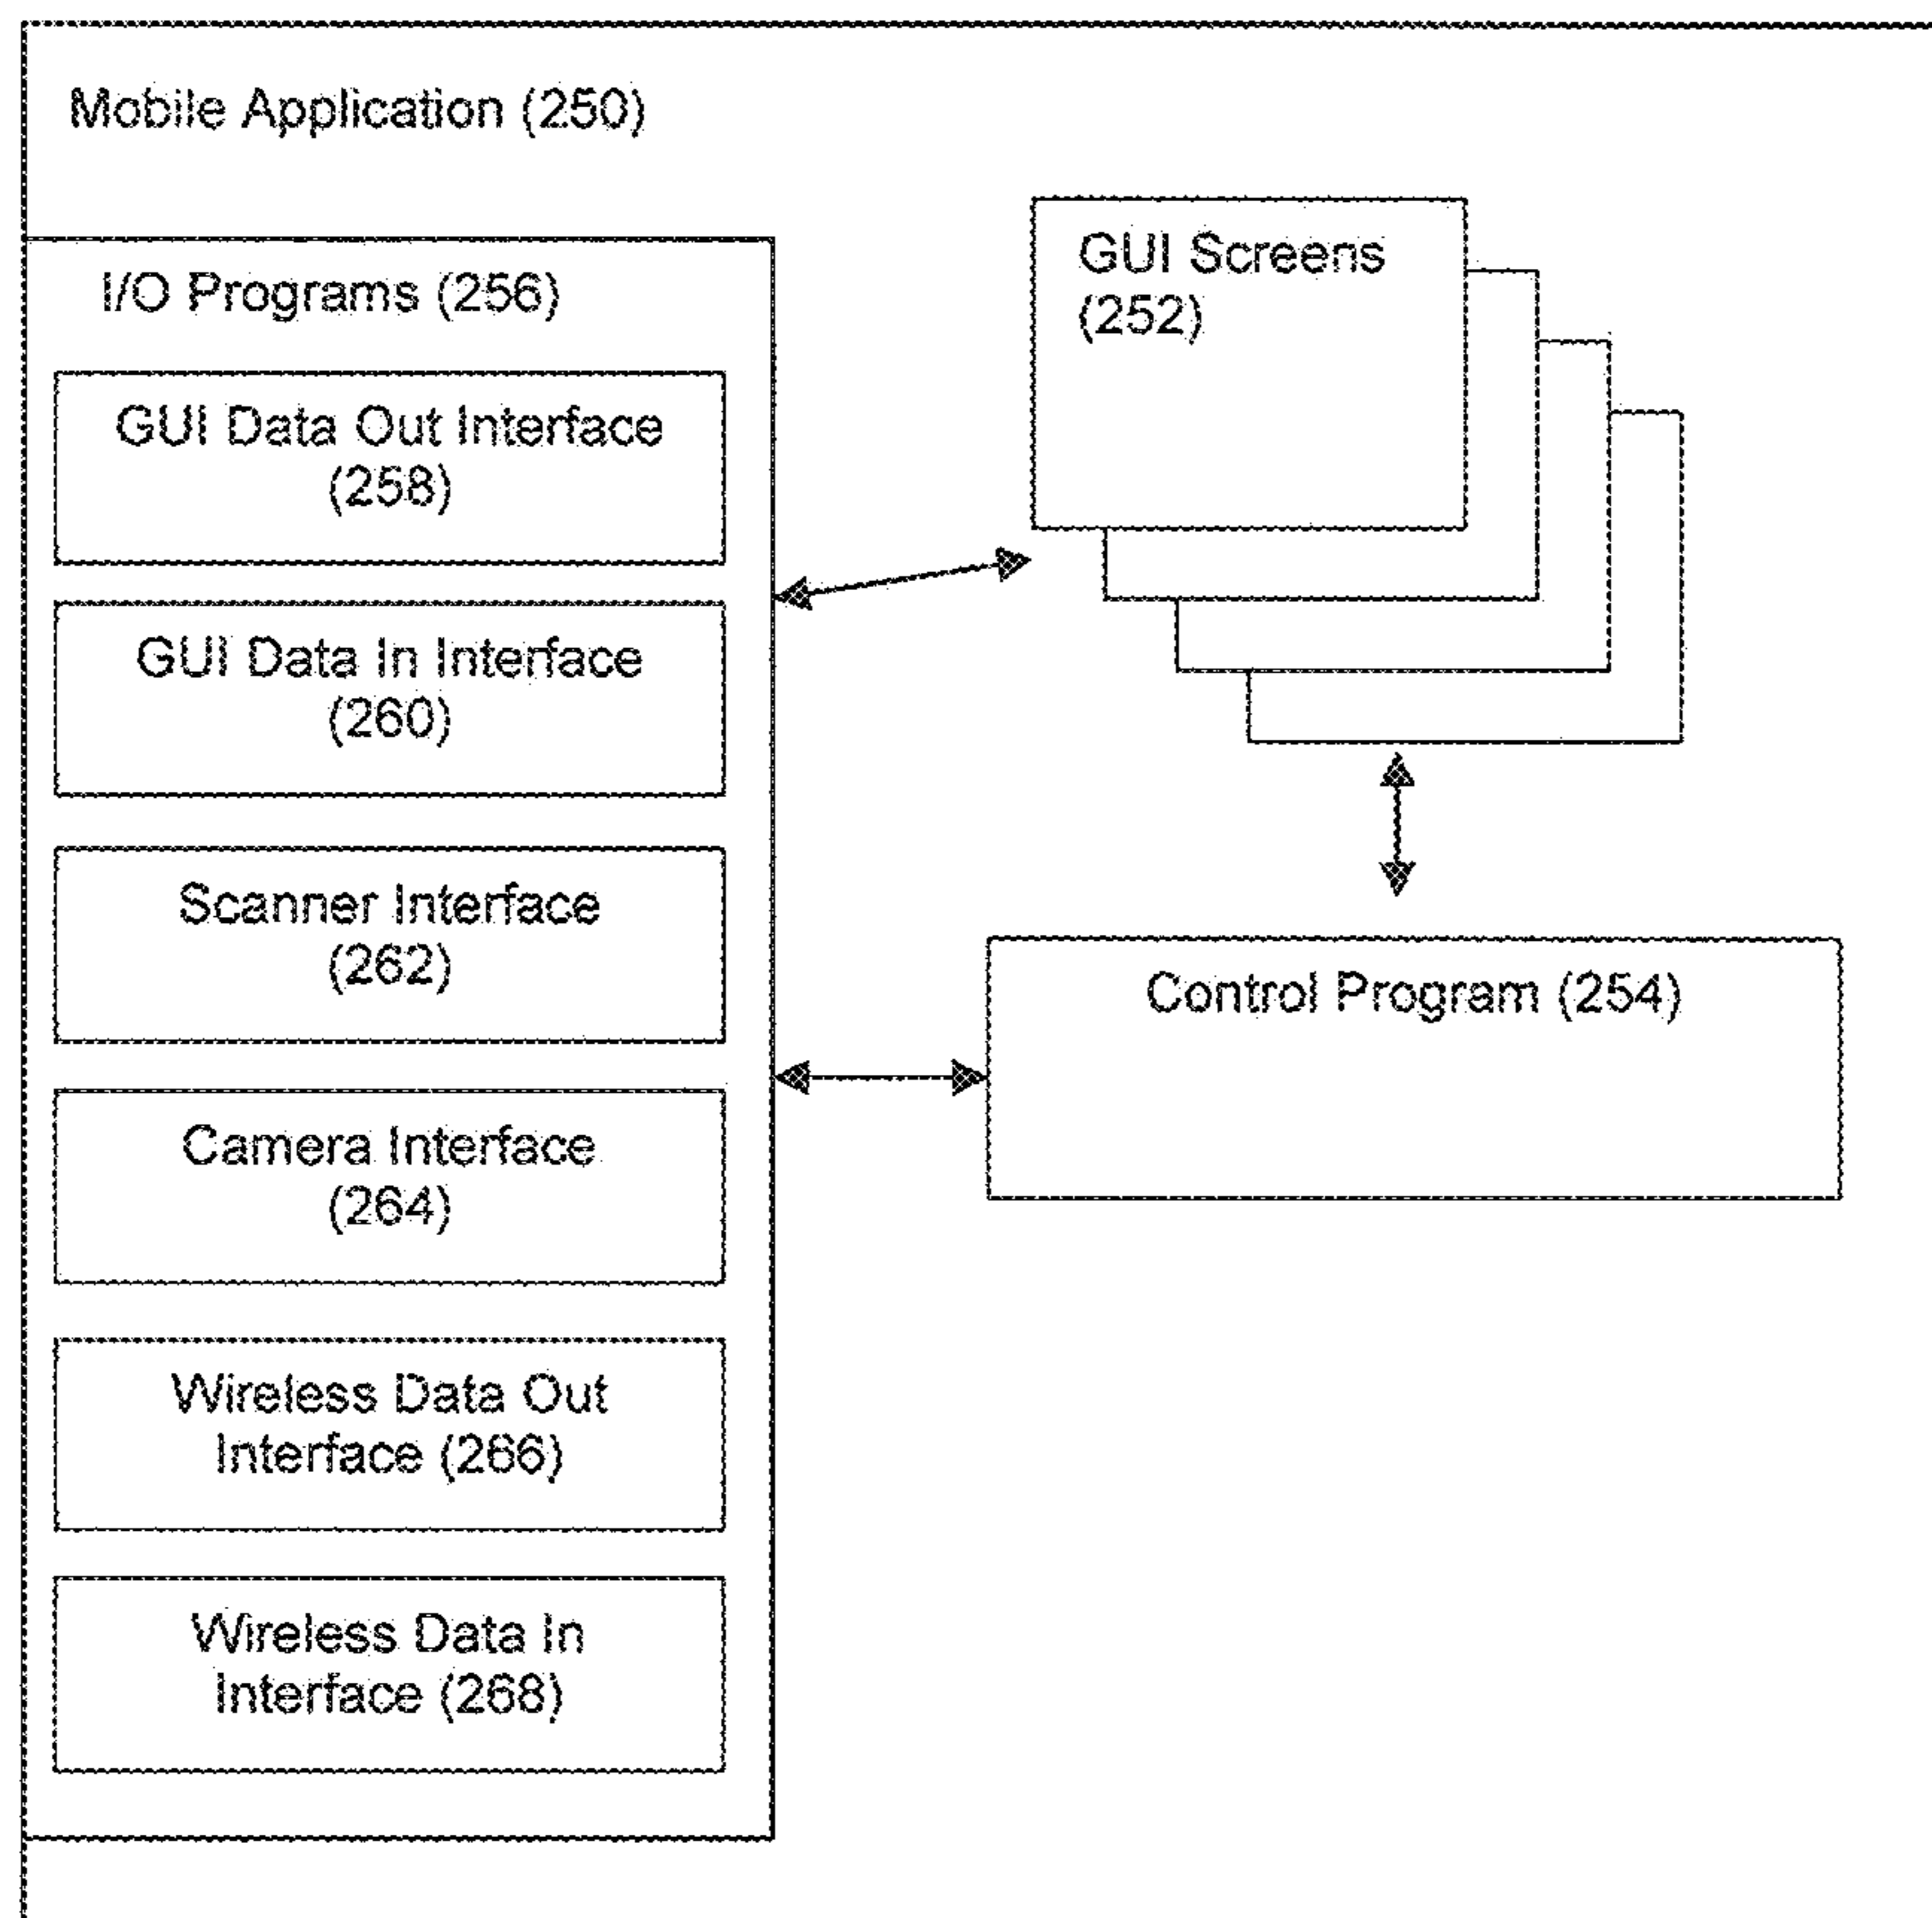 Mobile Application (250)
I/O Programs (256)
GUI Data Out Interface
(258)
GUI Data In Interface
(260)
Scanner Interface
(262)
Camera Interface
(264)
Wireless Data Out
Interface (266)
Wireless Data In
Interface (268)
GUI Screens
(252)
Control Program (254)